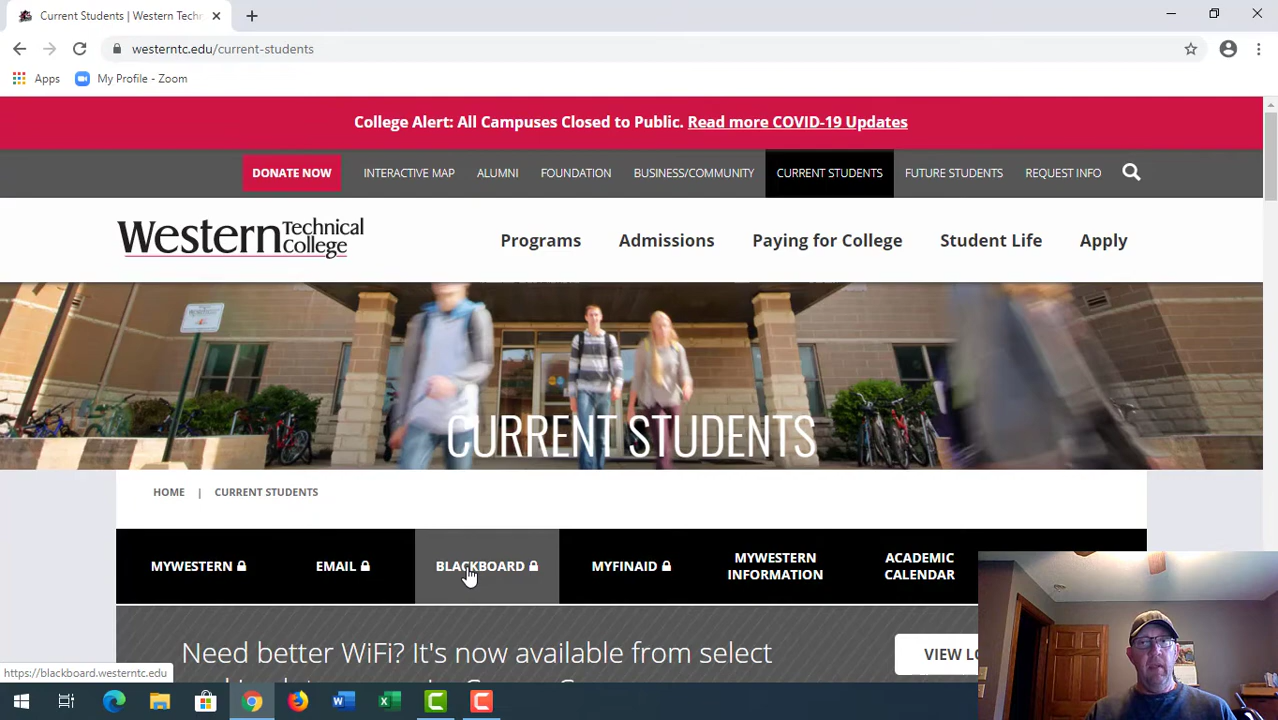 Current Students | Western Techn
westerntc.edu/current-students
Apps My Profile - Zoom
College Alert: All Campuses Closed to Public. Read more COVID-19 Updates
DONATE NOW INTERACTIVE MAP ALUMNI FOUNDATION BUSINESS/COMMUNITY CURRENT STUDENTS FUTURE STUDENTS REQUEST INFO
Western Technical College
Programs Admissions Paying for College Student Life Apply
CURRENT STUDENTS
HOME | CURRENT STUDENTS
MYWESTERN EMAIL BLACKBOARD MYFINAID MYWESTERN INFORMATION ACADEMIC CALENDAR
Need better WiFi? It's now available from select
VIEW LO
https://blackboard.westerntc.edu